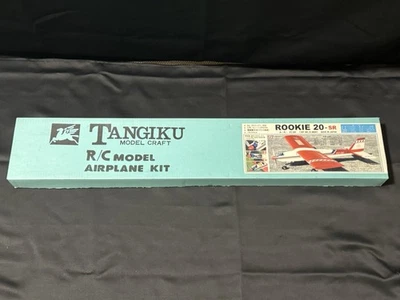 TANGIKU
MODEL CRAFT
R/C MODEL
AIRPLANE KIT
ROOKIE 20-SR